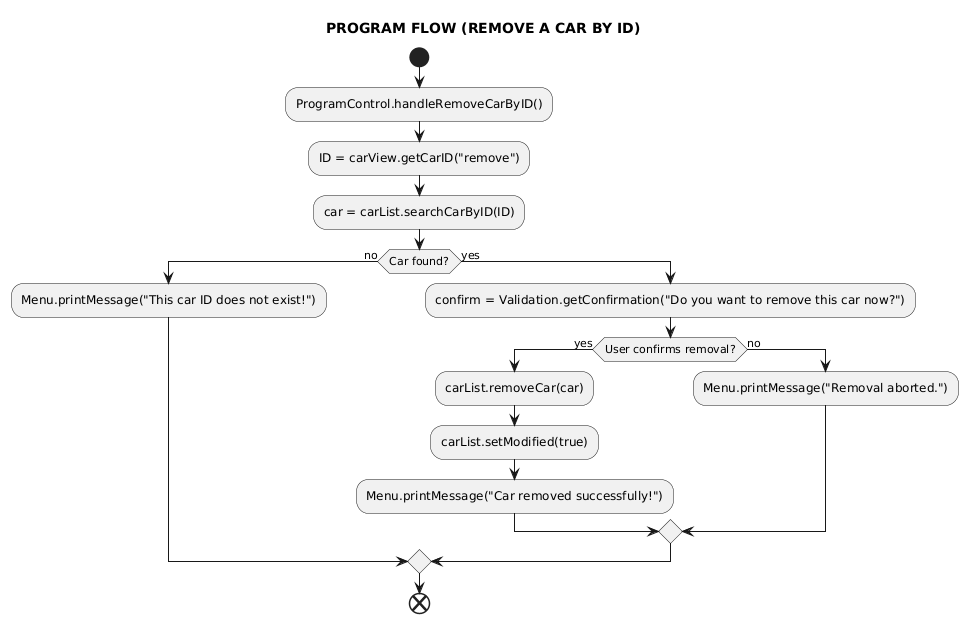 PROGRAM FLOW (REMOVE A CAR BY ID)
ProgramControl.handleRemoveCarByID()
ID = carView.getCarID("remove")
car = carList.searchCarByID(ID)
no
Car found?
yes
Menu.printMessage("This car ID does not exist!")
confirm = Validation.getConfirmation("Do you want to remove this car now?")
yes
User confirms removal?
no
carList.removeCar(car)
Menu.printMessage("Removal aborted.")
carList.setModified(true)
Menu.printMessage("Car removed successfully!")